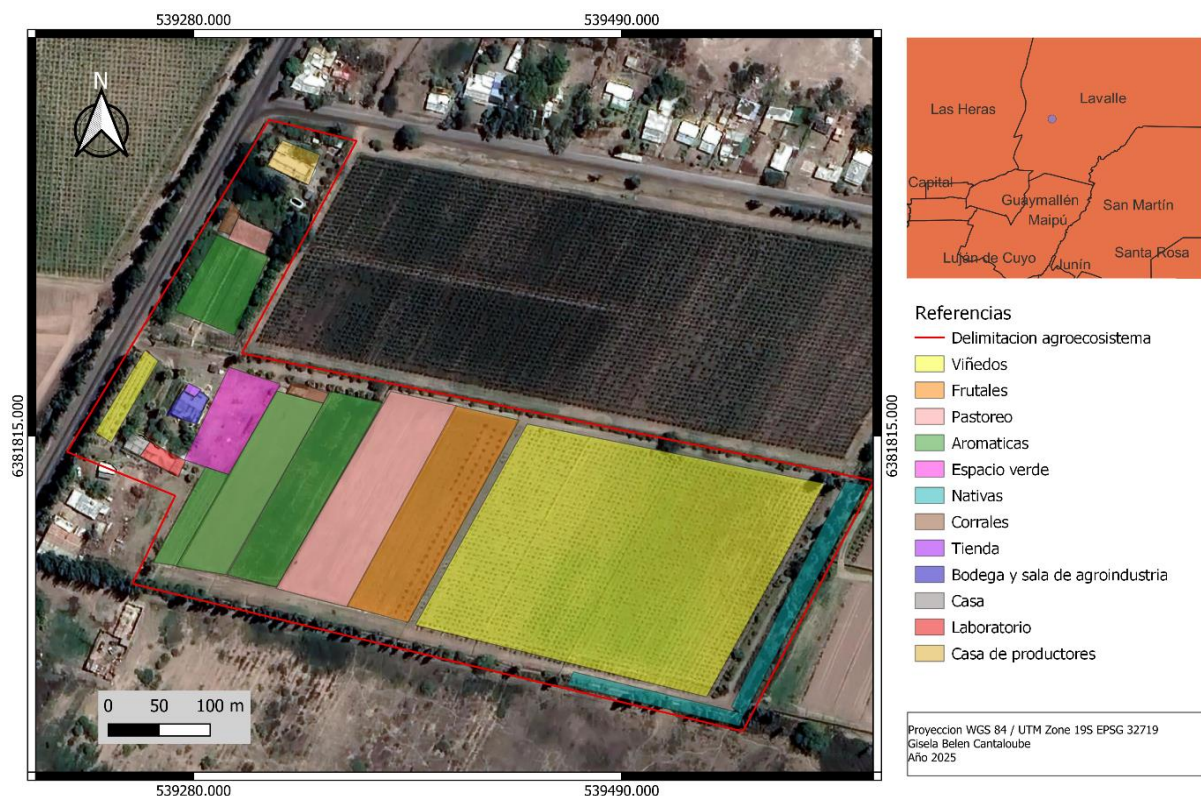 539280.000
539490.000
N
6381815.000
6381815.000
0 50 100 m
539280.000
539490.000
Las Heras
Lavalle
Capital
Guaymallén
San Martín
Maipú
Luján de Cuyo
Junín
Santa Rosa
Referencias
Delimitacion agroecosistema
Viñedos
Frutales
Pastoreo
Aromaticas
Espacio verde
Nativas
Corrales
Tienda
Bodega y sala de agroindustria
Casa
Laboratorio
Casa de productores
Proyeccion WGS 84 / UTM Zone 19S EPSG 32719
Gisela Belen Cantaloube
Año 2025